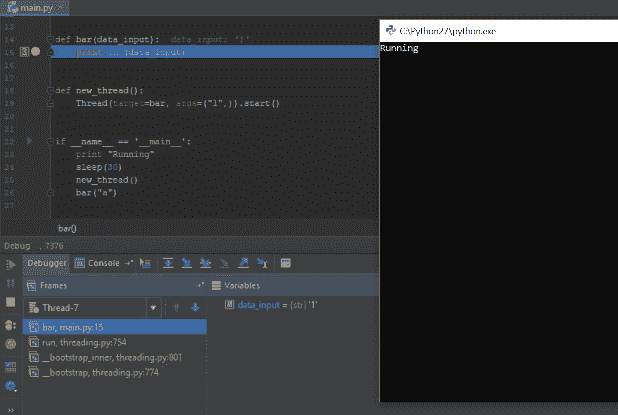 main.py ×
13
14 def bar(data_input): data_input: '1'
15 print (data_input)
16
17
18 def new_thread():
19 Thread(target=bar, args=("1",)).start()
20
21
22 if __name__ == '__main__':
23 print "Running"
24 sleep(30)
25 new_thread()
26 bar("a")
27
bar()
Debug 7376
Debugger Console
Frames
Variables
Thread-7
data_input = {str} '1'
bar, main.py:15
run, threading.py:754
__bootstrap_inner, threading.py:801
__bootstrap, threading.py:774
C:\Python27\python.exe
Running